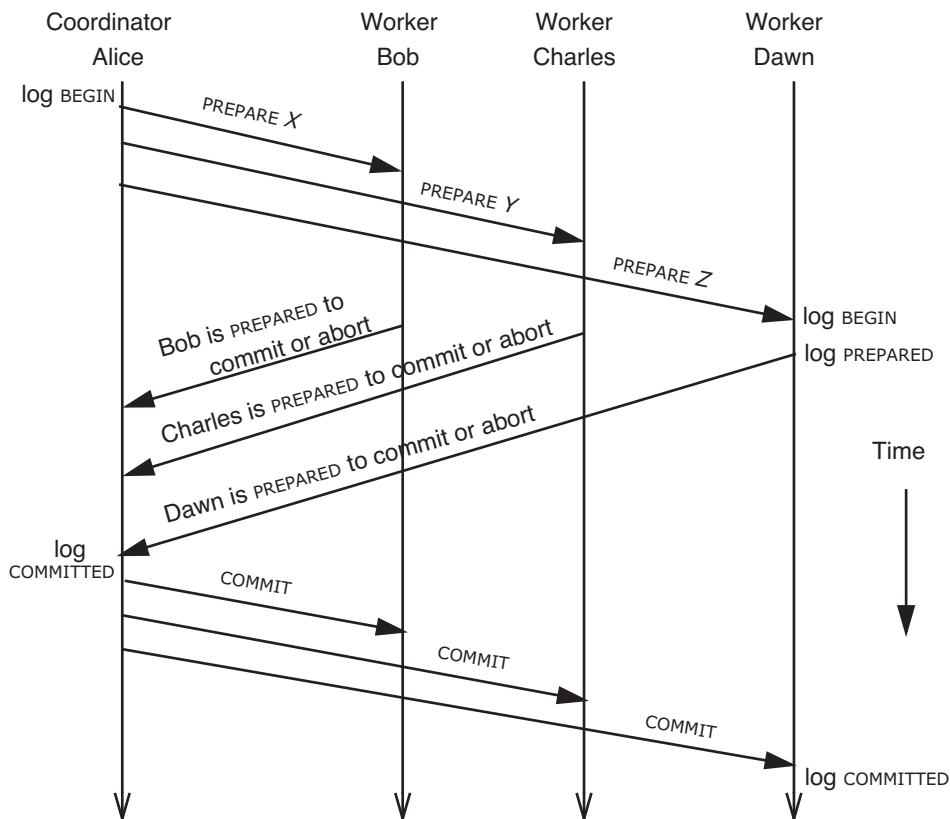 Coordinator
Alice
Worker
Bob
Worker
Charles
Worker
Dawn
log BEGIN
PREPARE X
PREPARE Y
PREPARE Z
log BEGIN
Bob is PREPARED to
commit or abort
log PREPARED
Charles is PREPARED to commit or abort
Dawn is PREPARED to commit or abort
Time
log
COMMITTED
COMMIT
COMMIT
COMMIT
log COMMITTED